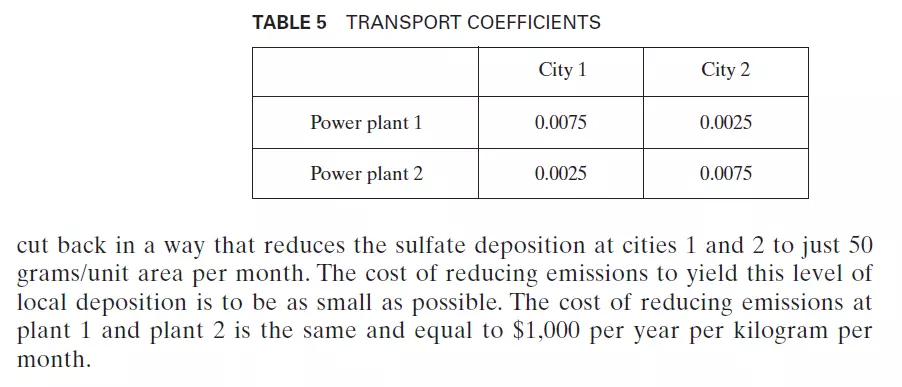 TABLE 5 TRANSPORT COEFFICIENTS
City 1 City 2
Power plant 1 0.0075 0.0025
Power plant 2 0.0025 0.0075
cut back in a way that reduces the sulfate deposition at cities 1 and 2 to just 50
grams/unit area per month. The cost of reducing emissions to yield this level of
local deposition is to be as small as possible. The cost of reducing emissions at
plant 1 and plant 2 is the same and equal to $1,000 per year per kilogram per
month.